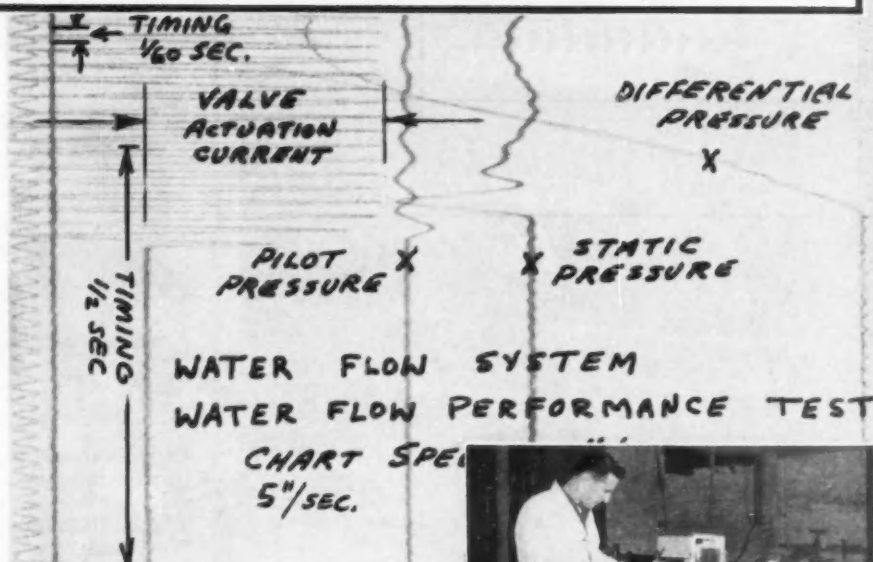 TIMING
1/60 SEC.
VALVE
ACTUATION
CURRENT
DIFFERENTIAL
PRESSURE
X
PILOT
PRESSURE X
STATIC
PRESSURE
X
TIMING
1/2 SEC
WATER FLOW SYSTEM
WATER FLOW PERFORMANCE TEST
CHART SPEE
5"/SEC.